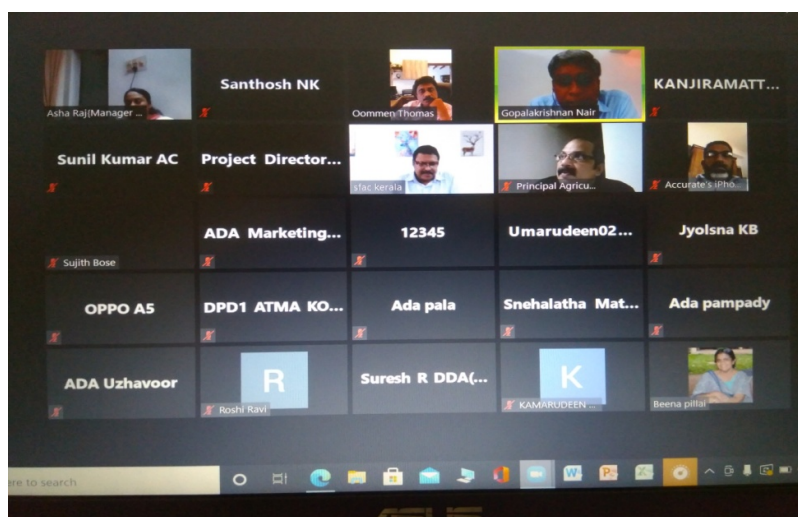 Asha Raj(Manager ...
Santhosh NK
Oommen Thomas
Gopalakrishnan Nair
KANJIRAMATT...
Sunil Kumar AC
Project Director...
sfac kerala
Principal Agricu...
Accurate's iPho...
Sujith Bose
ADA Marketing...
12345
Umarudeen02...
Jyolsna KB
OPPO A5
DPD1 ATMA KO...
Ada pala
Snehalatha Mat...
Ada pampady
ADA Uzhavoor
R
Roshi Ravi
Suresh R DDA(...
K
KAMARUDEEN ...
Beena pillai
ere to search